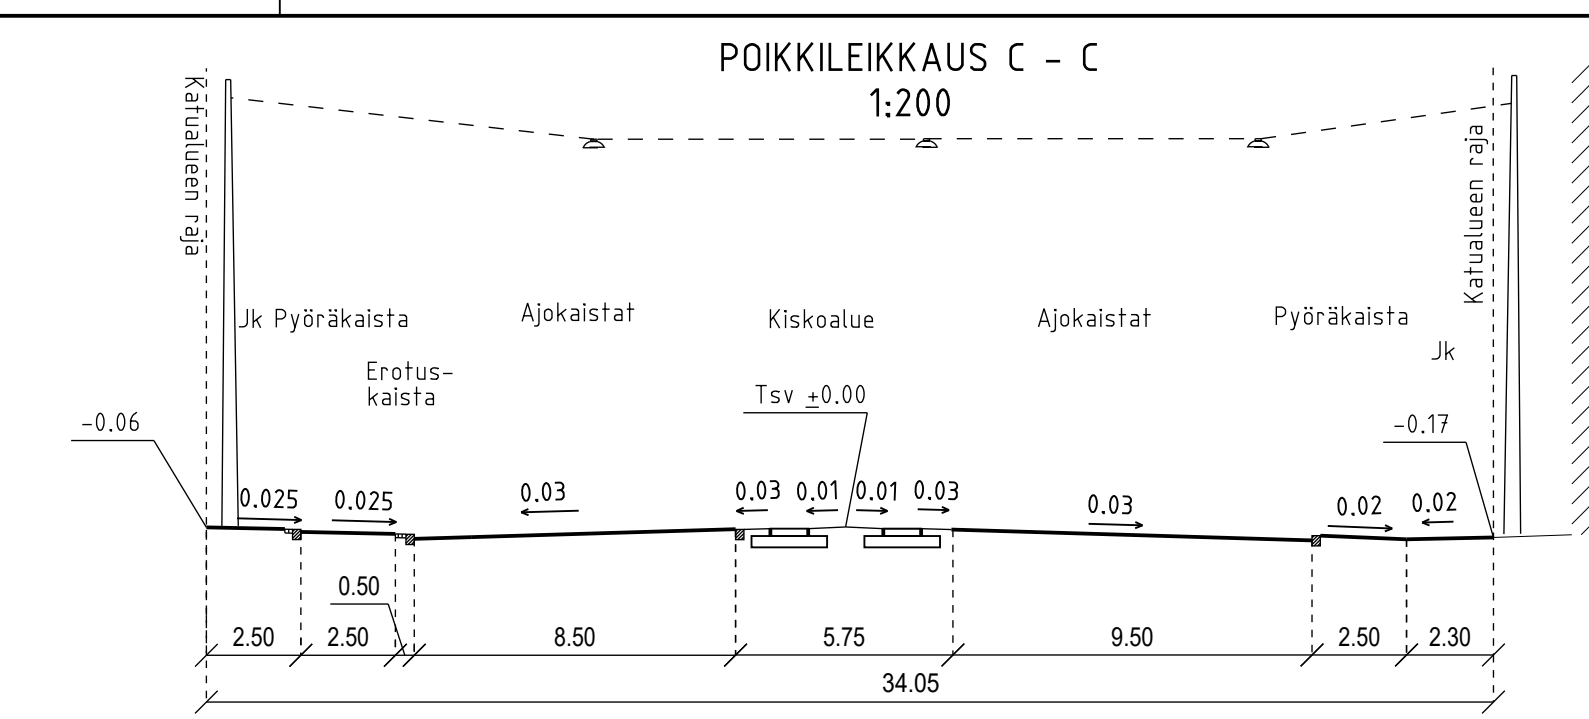 POIKKILEIKKAUS C - C
1:200
Katualueen raja
Katualueen raja
Jk Pyöräkaista
Ajokaistat
Kiskoalue
Ajokaistat
Pyöräkaista
Jk
Erotus-
kaista
Tsv ±0.00
-0.06
-0.17
0.025
0.025
0.03
0.03
0.01
0.01
0.03
0.03
0.02
0.02
0.50
2.50
2.50
8.50
5.75
9.50
2.50
2.30
34.05